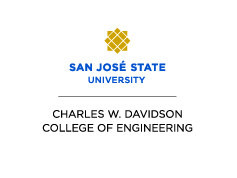 SAN JOSÉ STATE
UNIVERSITY
CHARLES W. DAVIDSON
COLLEGE OF ENGINEERING